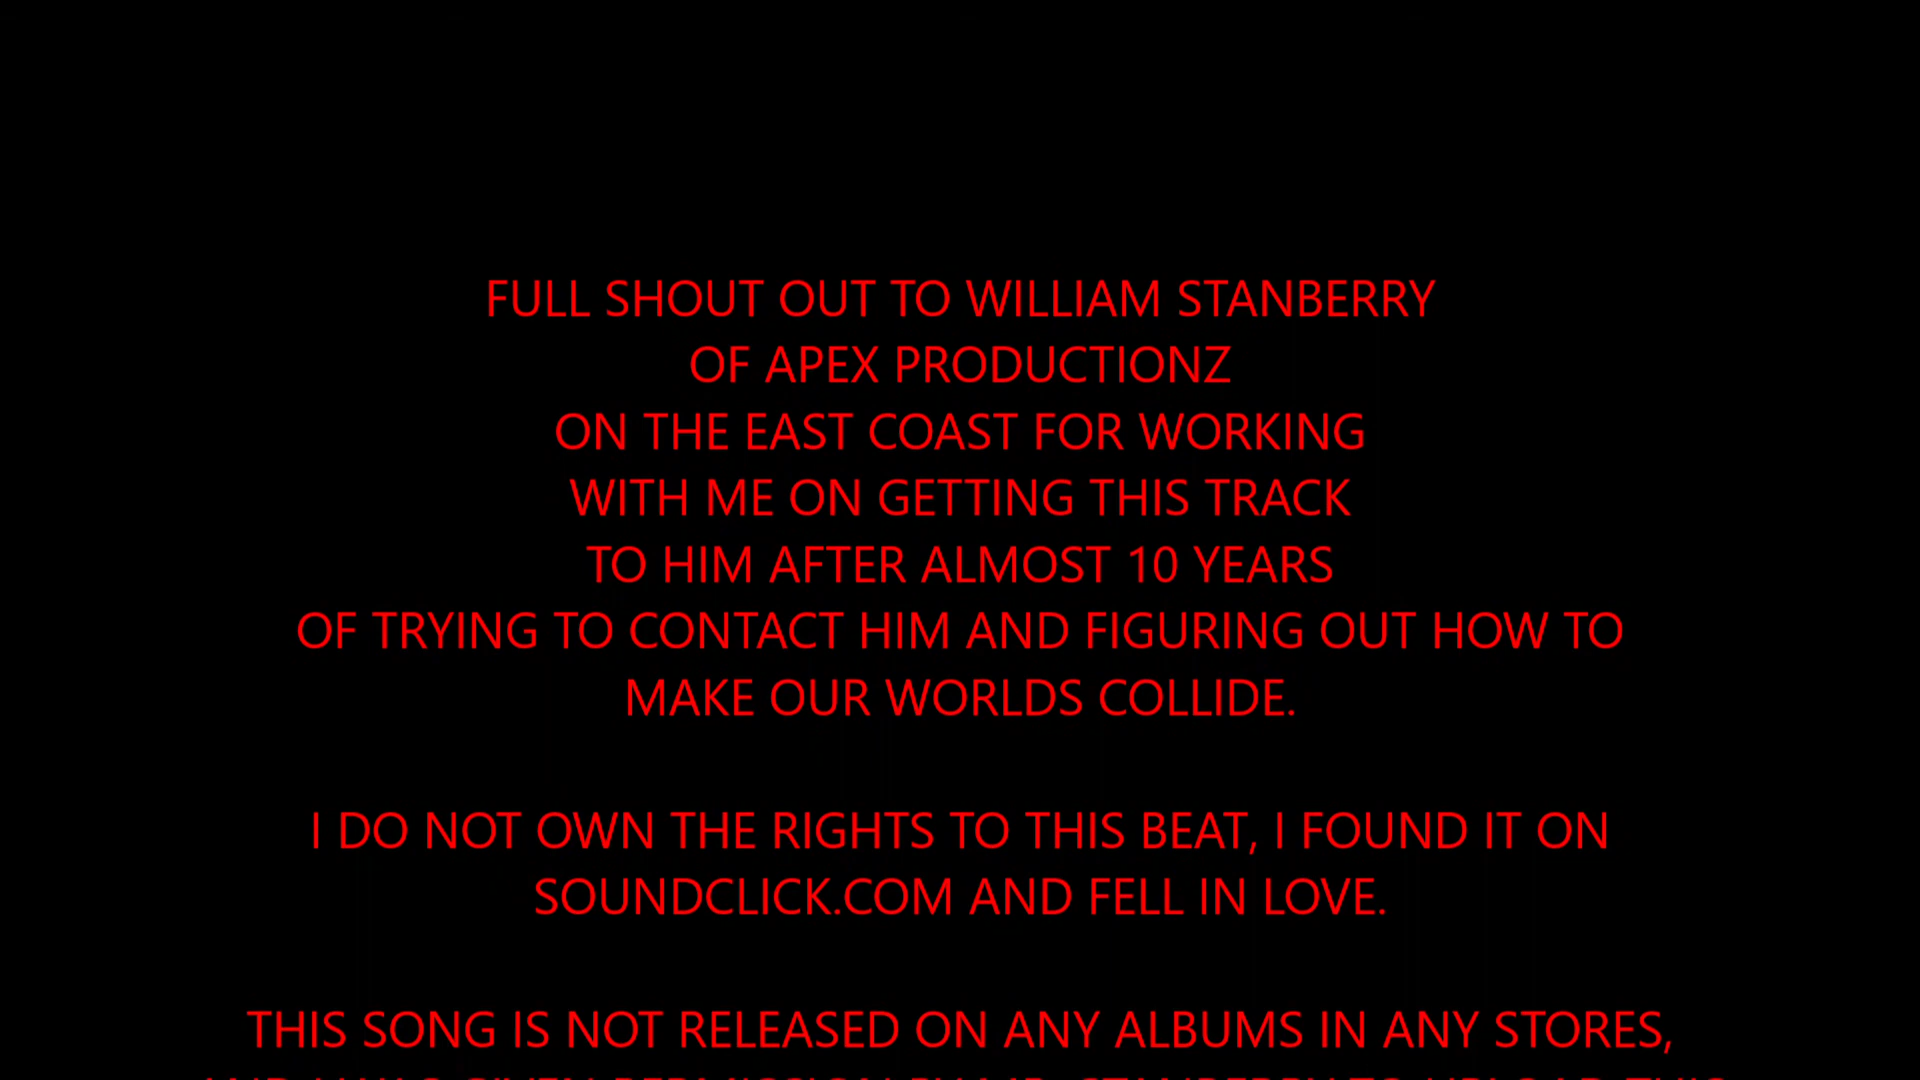 FULL SHOUT OUT TO WILLIAM STANBERRY
OF APEX PRODUCTIONZ
ON THE EAST COAST FOR WORKING
WITH ME ON GETTING THIS TRACK
TO HIM AFTER ALMOST 10 YEARS
OF TRYING TO CONTACT HIM AND FIGURING OUT HOW TO
MAKE OUR WORLDS COLLIDE.
I DO NOT OWN THE RIGHTS TO THIS BEAT, I FOUND IT ON
SOUNDCLICK.COM AND FELL IN LOVE.
THIS SONG IS NOT RELEASED ON ANY ALBUMS IN ANY STORES,